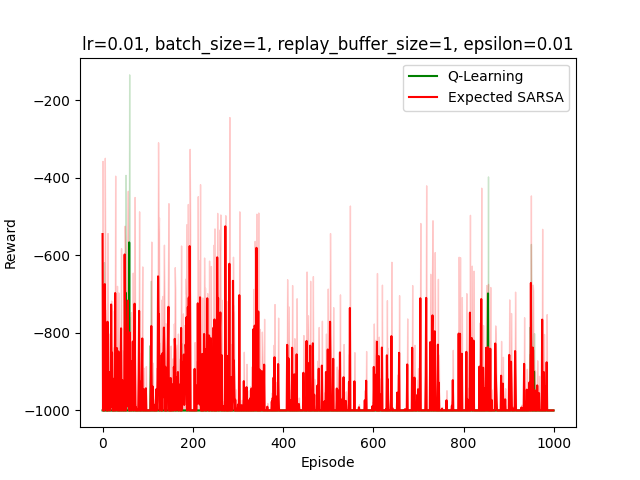 lr=0.01, batch_size=1, replay_buffer_size=1, epsilon=0.01
Q-Learning
Expected SARSA
Reward
−200
−400
−600
−800
−1000
0 200 400 600 800 1000
Episode